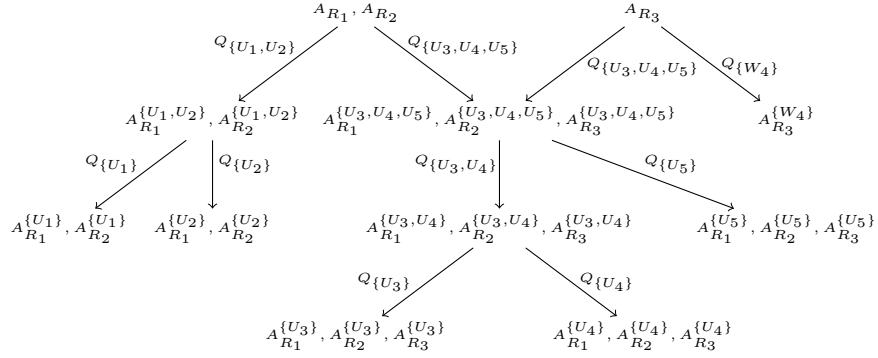 A_{R_1}, A_{R_2} A_{R_3}
Q_{\{U_1,U_2\}} Q_{\{U_3,U_4,U_5\}} Q_{\{U_3,U_4,U_5\}} Q_{\{W_4\}}
A_{R_1}^{\{U_1,U_2\}}, A_{R_2}^{\{U_1,U_2\}} A_{R_1}^{\{U_3,U_4,U_5\}}, A_{R_2}^{\{U_3,U_4,U_5\}}, A_{R_3}^{\{U_3,U_4,U_5\}} A_{R_3}^{\{W_4\}}
Q_{\{U_1\}} Q_{\{U_2\}} Q_{\{U_3,U_4\}} Q_{\{U_5\}}
A_{R_1}^{\{U_1\}}, A_{R_2}^{\{U_1\}} A_{R_1}^{\{U_2\}}, A_{R_2}^{\{U_2\}} A_{R_1}^{\{U_3,U_4\}}, A_{R_2}^{\{U_3,U_4\}}, A_{R_3}^{\{U_3,U_4\}} A_{R_1}^{\{U_5\}}, A_{R_2}^{\{U_5\}}, A_{R_3}^{\{U_5\}}
Q_{\{U_3\}} Q_{\{U_4\}}
A_{R_1}^{\{U_3\}}, A_{R_2}^{\{U_3\}}, A_{R_3}^{\{U_3\}} A_{R_1}^{\{U_4\}}, A_{R_2}^{\{U_4\}}, A_{R_3}^{\{U_4\}}